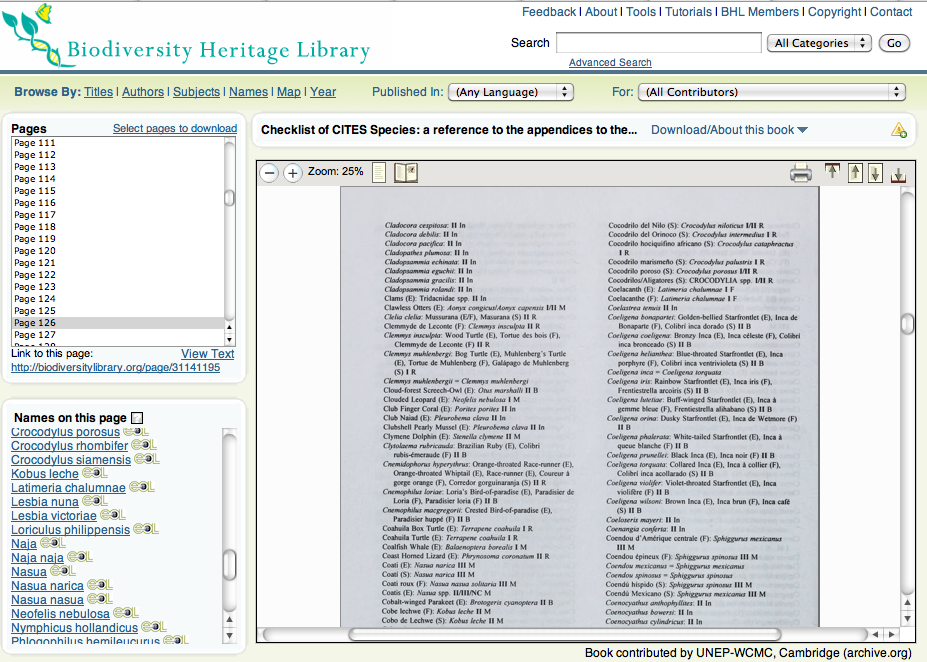 Feedback | About | Tools | Tutorials | BHL Members | Copyright | Contact
Biodiversity Heritage Library
Search
All Categories
Go
Advanced Search
Browse By: Titles | Authors | Subjects | Names | Map | Year
Published In:
(Any Language)
For:
(All Contributors)
Pages
Select pages to download
Page 111
Page 112
Page 113
Page 114
Page 115
Page 116
Page 117
Page 118
Page 119
Page 120
Page 121
Page 122
Page 123
Page 124
Page 125
Page 126
Page 127
Link to this page:
View Text
http://biodiversitylibrary.org/page/31141195
Names on this page
Crocodylus porosus
Crocodylus rhombifer
Crocodylus siamensis
Kobus leche
Latimeria chalumnae
Lesbia nuna
Lesbia victoriae
Loriculus philippensis
Naja
Naja naja
Nasua
Nasua narica
Nasua nasua
Neofelis nebulosa
Nymphicus hollandicus
Phlogophilus hemileucurus
Checklist of CITES Species: a reference to the appendices to the...
Download/About this book
Zoom: 25%
Cladocora cespitosa: II In
Cladocora debilis: II In
Cladocora pacifica: II In
Cladopathes plumosa: II In
Cladopsammia echinata: II In
Cladopsammia eguchii: II In
Cladopsammia gracilis: II In
Cladopsammia rolandi: II In
Clams (E): Tridacnidae spp. II In
Clawless Otters (E): Aonyx congicus/Aonyx capensis I/II M
Clelia clelia: Mussurana (E/F), Masurana (S) II R
Clemmyde de Leconte (F): Clemmys insculpta II R
Clemmys insculpta: Wood Turtle (E), Tortue des bois (F),
Clemmyde de Leconte (F) II R
Clemmys muhlenbergi: Bog Turtle (E), Muhlenberg's Turtle
(E), Tortue de Muhlenberg (F), Galápago de Muhlenberg
(S) I R
Clemmys muhlenbergii = Clemmys muhlenbergi
Cloud-forest Screech-Owl (E): Otus marshalli II B
Clouded Leopard (E): Neofelis nebulosa I M
Club Finger Coral (E): Porites porites II In
Club Naiad (E): Pleurobema clava II In
Clubshell Pearly Mussel (E): Pleurobema clava II In
Clymene Dolphin (E): Stenella clymene II M
Clytolaema rubricauda: Brazilian Ruby (E), Colibri
rubis-émeraude (F) II B
Cnemidophorus hyperythrus: Orange-throated Race-runner (E),
Orange-throated Whiptail (E), Race-runner (E), Coureur à
gorge orange (F), Corredor gorguinaranja (S) II R
Cnemophilus loriae: Loria's Bird-of-paradise (E), Paradisier de
Loria (F), Paradisier loria (F) II B
Cnemophilus macgregorii: Crested Bird-of-paradise (E),
Paradisier huppé (F) II B
Coahuila Box Turtle (E): Terrapene coahuila I R
Coahuila Turtle (E): Terrapene coahuila I R
Coalfish Whale (E): Balaenoptera borealis I M
Coast Horned Lizard (E): Phrynosoma coronatum II R
Coati (E): Nasua narica III M
Coati (S): Nasua narica III M
Coati roux (F): Nasua nasua solitaria III M
Coatis (E): Nasua spp. II/III/NC M
Cobalt-winged Parakeet (E): Brotogeris cyanoptera II B
Cobe lechwe (F): Kobus leche II M
Cobo de Lechwe (S): Kobus leche II M
Cocodrilo del Nilo (S): Crocodylus niloticus I/II R
Cocodrilo del Orinoco (S): Crocodylus intermedius I R
Cocodrilo hociquifino africano (S): Crocodylus cataphractus
I R
Cocodrilo marismeño (S): Crocodylus palustris I R
Cocodrilo poroso (S): Crocodylus porosus I/II R
Cocodrilos/Aligatores (S): CROCODYLIA spp. I/II R
Coelacanth (E): Latimeria chalumnae I F
Coelacanthe (F): Latimeria chalumnae I F
Coelastrea tenuis II In
Coeligena bonapartei: Golden-bellied Starfrontlet (E), Inca de
Bonaparte (F), Colibrí inca dorado (S) II B
Coeligena coeligena: Bronzy Inca (E), Inca céleste (F), Colibrí
inca bronceado (S) II B
Coeligena helianthea: Blue-throated Starfrontlet (E), Inca
porphyre (F), Colibrí inca ventrivioleta (S) II B
Coeligena inca = Coeligena torquata
Coeligena iris: Rainbow Starfrontlet (E), Inca iris (F),
Frentiestrella arcoiris (S) II B
Coeligena lutetiae: Buff-winged Starfrontlet (E), Inca à
gemme bleue (F), Frentiestrella alihabano (S) II B
Coeligena orina: Dusky Starfrontlet (E), Inca de Wetmore (F)
II B
Coeligena phalerata: White-tailed Starfrontlet (E), Inca à
queue blanche (F) II B
Coeligena prunellei: Black Inca (E), Inca noir (F) II B
Coeligena torquata: Collared Inca (E), Inca à collier (F),
Colibrí inca acollarado (S) II B
Coeligena violifer: Violet-throated Starfrontlet (E), Inca
violifère (F) II B
Coeligena wilsoni: Brown Inca (E), Inca brun (F), Inca café
(S) II B
Coeloseris mayeri: II In
Coenangia conferta: II In
Coendou d'Amérique centrale (F): Sphiggurus mexicanus
III M
Coendou épineux (F): Sphiggurus spinosus III M
Coendou mexicanus = Sphiggurus mexicanus
Coendou spinosus = Sphiggurus spinosus
Coendú híspido (S): Sphiggurus spinosus III M
Coendú Mexicano (S): Sphiggurus mexicanus III M
Coenocyathus anthophyllites: II In
Coenocyathus bowersi: II In
Coenocyathus cylindricus: II In
Book contributed by UNEP-WCMC, Cambridge (archive.org)